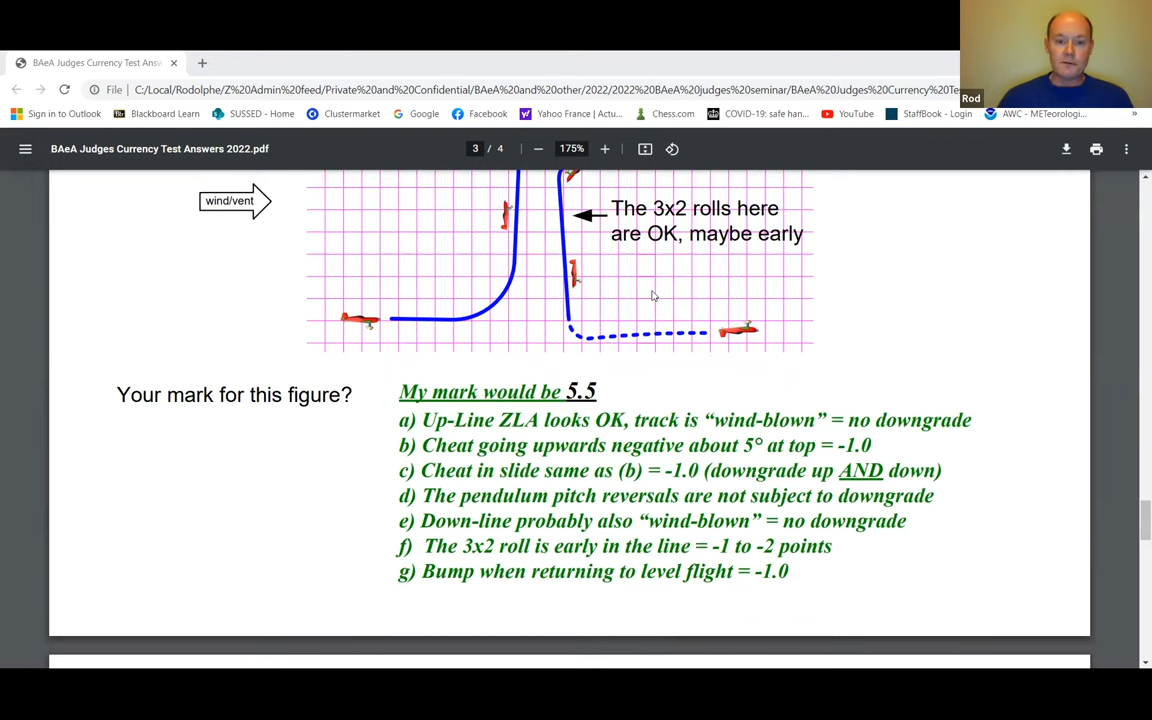 BAeA Judges Currency Test Answ
File
C:/Local/Rodolphe/Z%20Admin%20feed/Private%20and%20Confidential/BAeA%20and%20other/2022/2022%20BAeA%20judges%20seminar/BAeA%20Judges%20Currency%20Te
Rod
Sign in to Outlook
Blackboard Learn
SUSSED - Home
Clustermarket
Google
Facebook
Yahoo France | Actu...
Chess.com
COVID-19: safe han...
YouTube
StaffBook - Login
AWC - METeorologi...
BAeA Judges Currency Test Answers 2022.pdf
3 / 4
175%
wind/vent
The 3x2 rolls here
are OK, maybe early
Your mark for this figure?
My mark would be 5.5
a) Up-Line ZLA looks OK, track is “wind-blown” = no downgrade
b) Cheat going upwards negative about 5° at top = -1.0
c) Cheat in slide same as (b) = -1.0 (downgrade up AND down)
d) The pendulum pitch reversals are not subject to downgrade
e) Down-line probably also “wind-blown” = no downgrade
f) The 3x2 roll is early in the line = -1 to -2 points
g) Bump when returning to level flight = -1.0